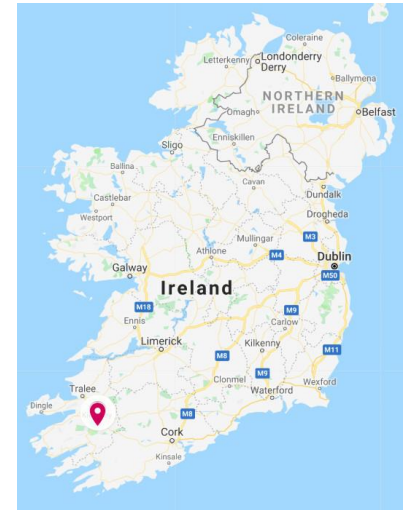 Coleraine
Letterkenny
Londonderry
Derry
Ballymena
NORTHERN
IRELAND
Omagh
Belfast
Enniskillen
Sligo
Ballina
Cavan
Dundalk
Castlebar
Drogheda
Westport
Mullingar
M3
Athlone
M4
Dublin
Galway
M50
Ireland
M18
M9
Ennis
Carlow
Limerick
Kilkenny
M11
M8
Clonmel
M9
Wexford
Tralee
Waterford
Dingle
M8
Cork
Kinsale